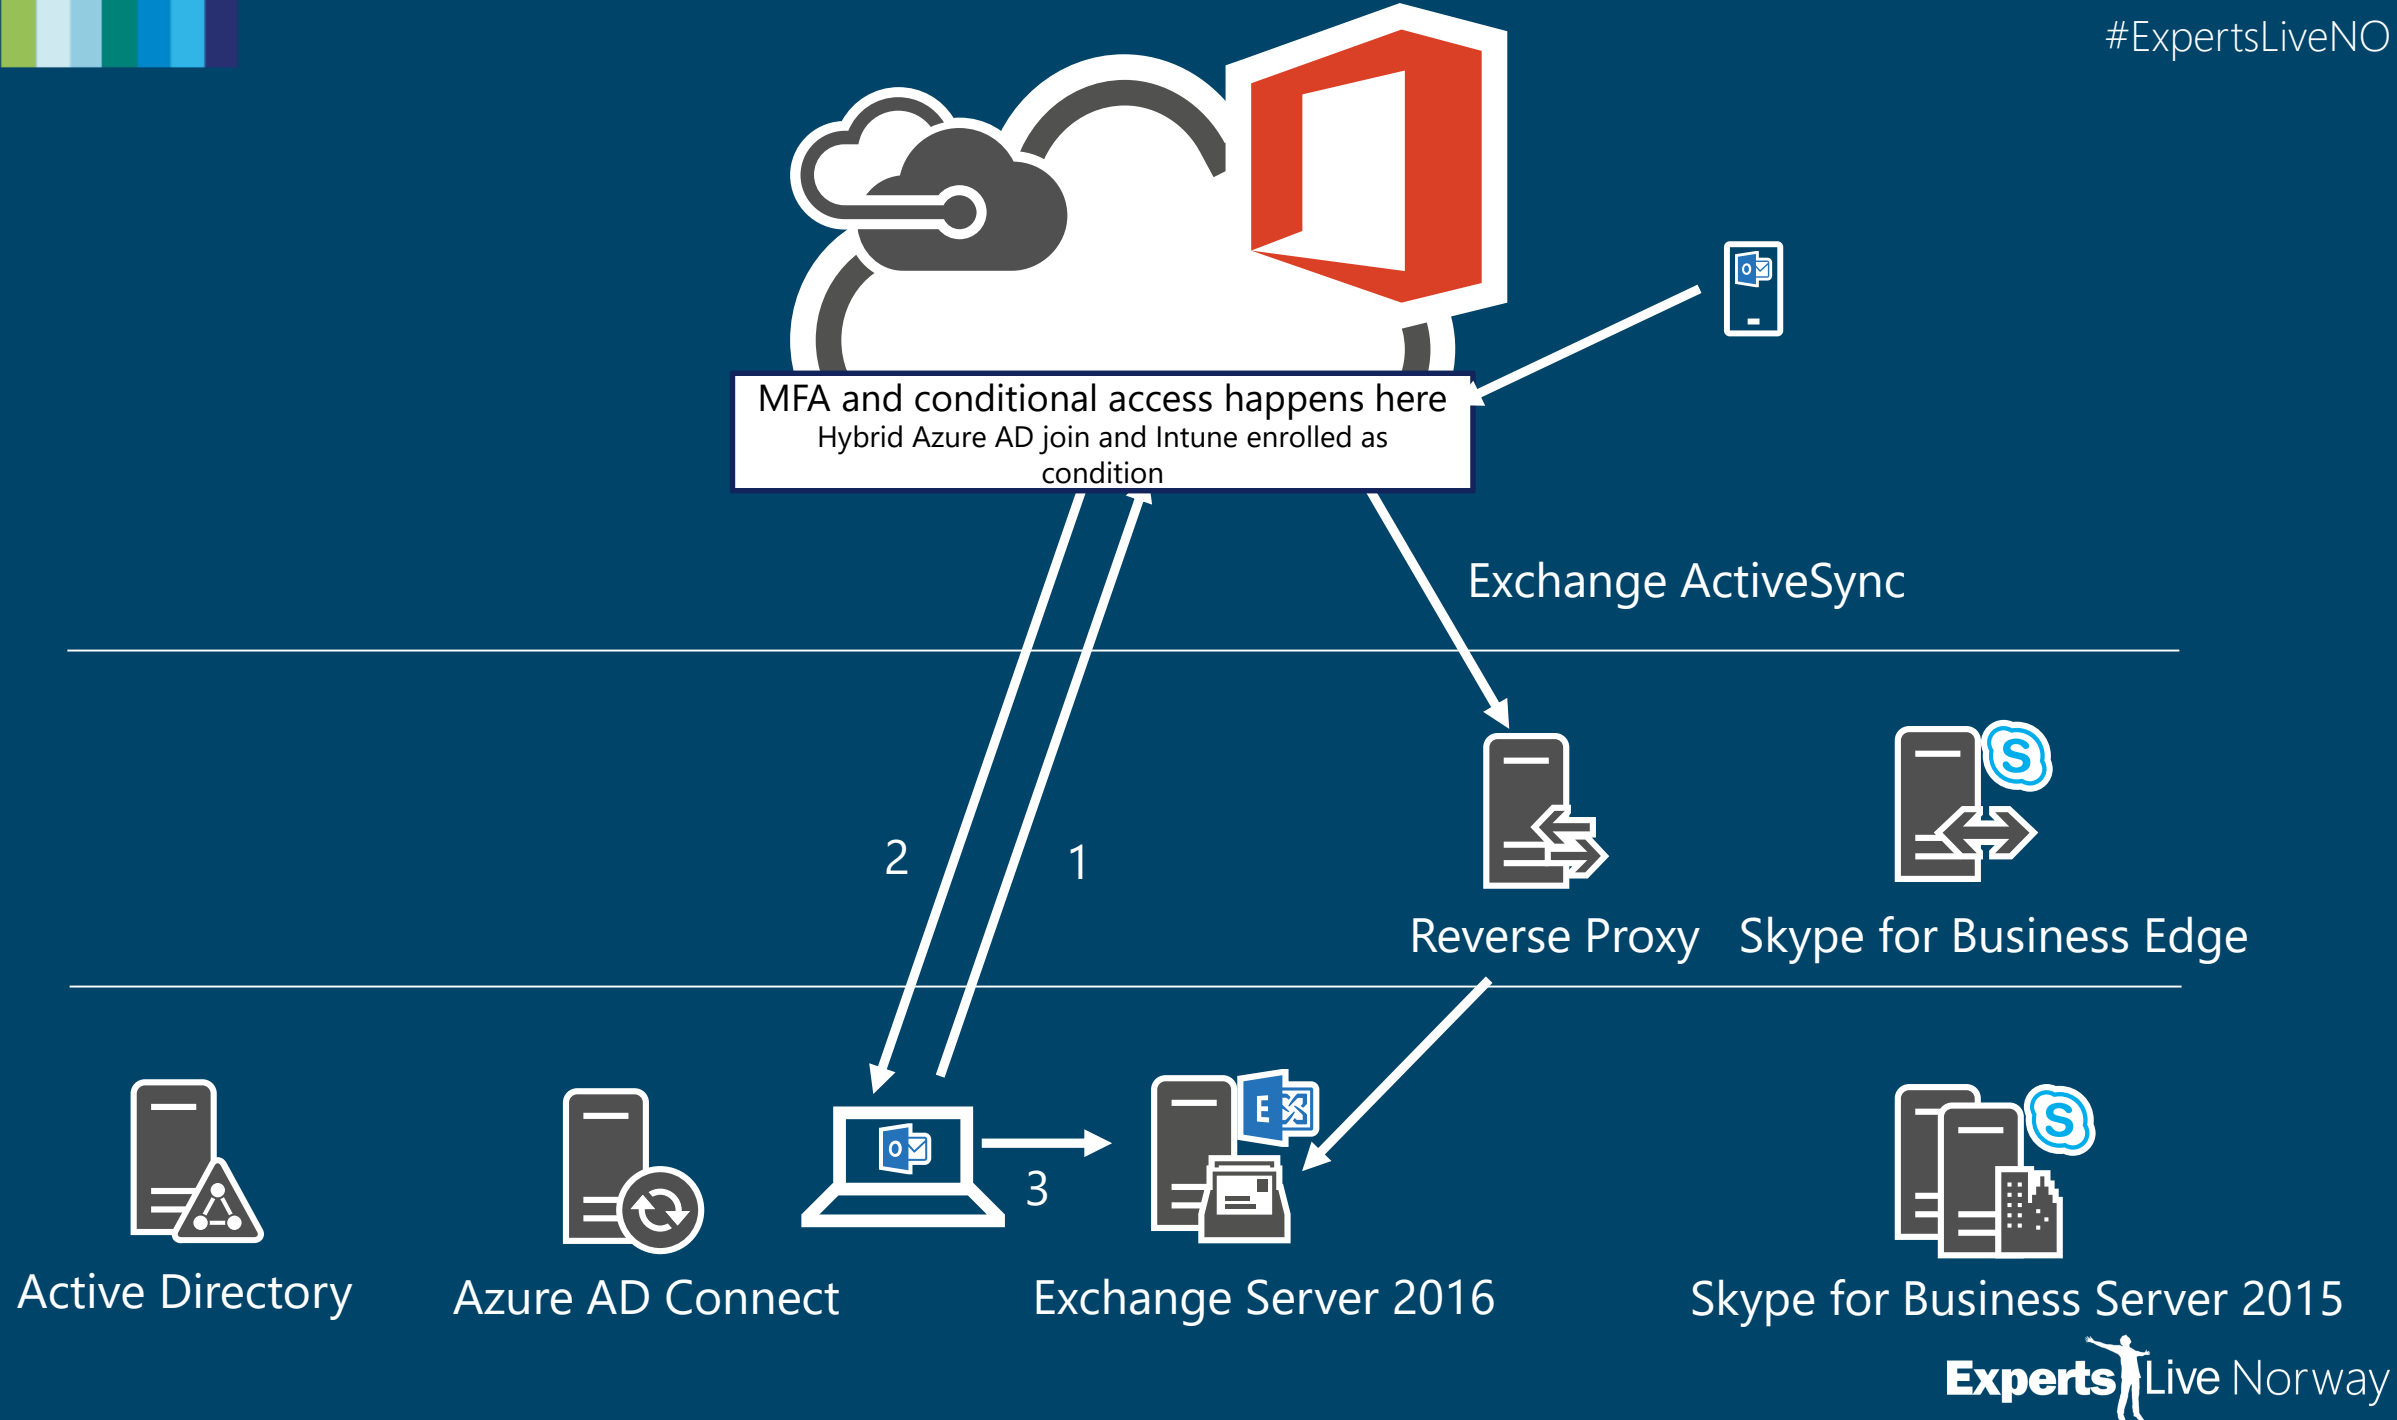 #ExpertsLiveNO
MFA and conditional access happens here
Hybrid Azure AD join and Intune enrolled as
condition
Exchange ActiveSync
2
1
S
Reverse Proxy
Skype for Business Edge
O
O
3
E
S
Active Directory
Azure AD Connect
Exchange Server 2016
Skype for Business Server 2015
Experts Live Norway